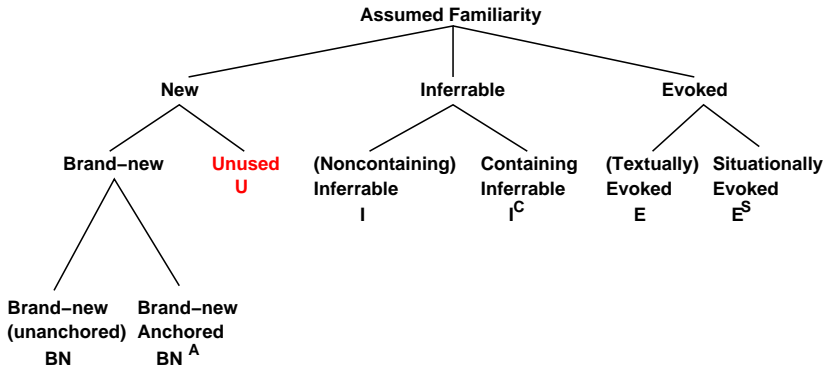 Assumed Familiarity
New Inferrable Evoked
Brand−new Unused (Noncontaining) Containing (Textually) Situationally
U Inferrable Inferrable Evoked Evoked
I I^C E E^S
Brand−new Brand−new
(unanchored) Anchored
BN BN^A